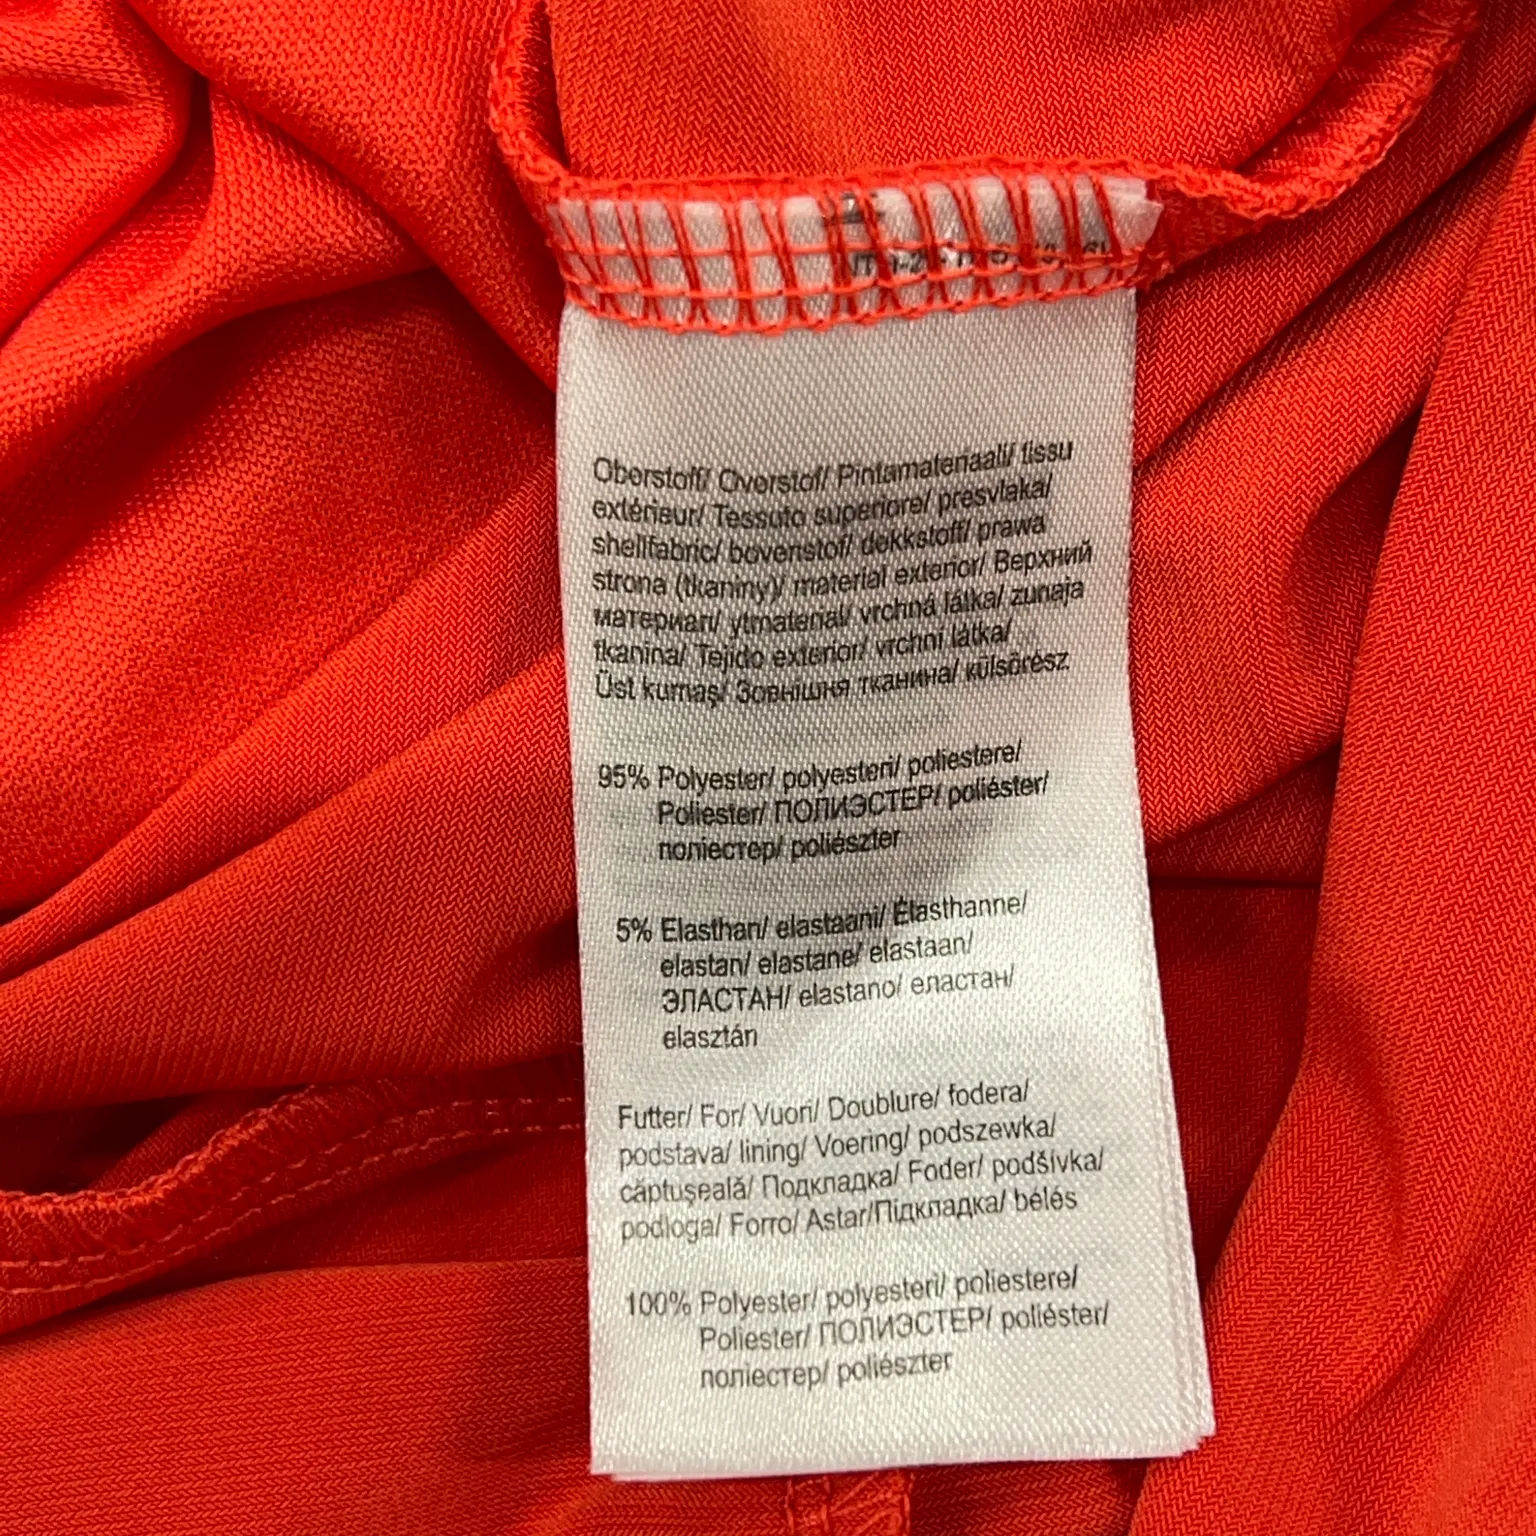 Oberstoff/ Overstof/ Pintamateriaali/ tissu
extérieur/ Tessuto superiore/ presvlaka/
shellfabric/ bovenstof/ dekkstoff/ prawa
strona (tkaniny)/ material exterior/ Верхний
материал/ ytmaterial/ vrchná látka/ zunaja
tkanina/ Tejido exterior/ vrchní látka/
Üst kumaş/ Зовнішня тканина/ külsőrész
95% Polyester/ polyesteri/ poliestere/
Poliester/ ПОЛИЭСТЕР/ poliéster/
поліестер/ poliészter
5% Elasthan/ elastaani/ Élasthanne/
elastan/ elastane/ elastaan/
ЭЛАСТАН/ elastano/ еластан/
elasztán
Futter/ For/ Vuori/ Doublure/ fodera/
podstava/ lining/ Voering/ podszewka/
căptuşeală/ Подкладка/ Foder/ podšívka/
podloga/ Forro/ Astar/Підкладка/ bélés
100% Polyester/ polyesteri/ poliestere/
Poliester/ ПОЛИЭСТЕР/ poliéster/
поліестер/ poliészter